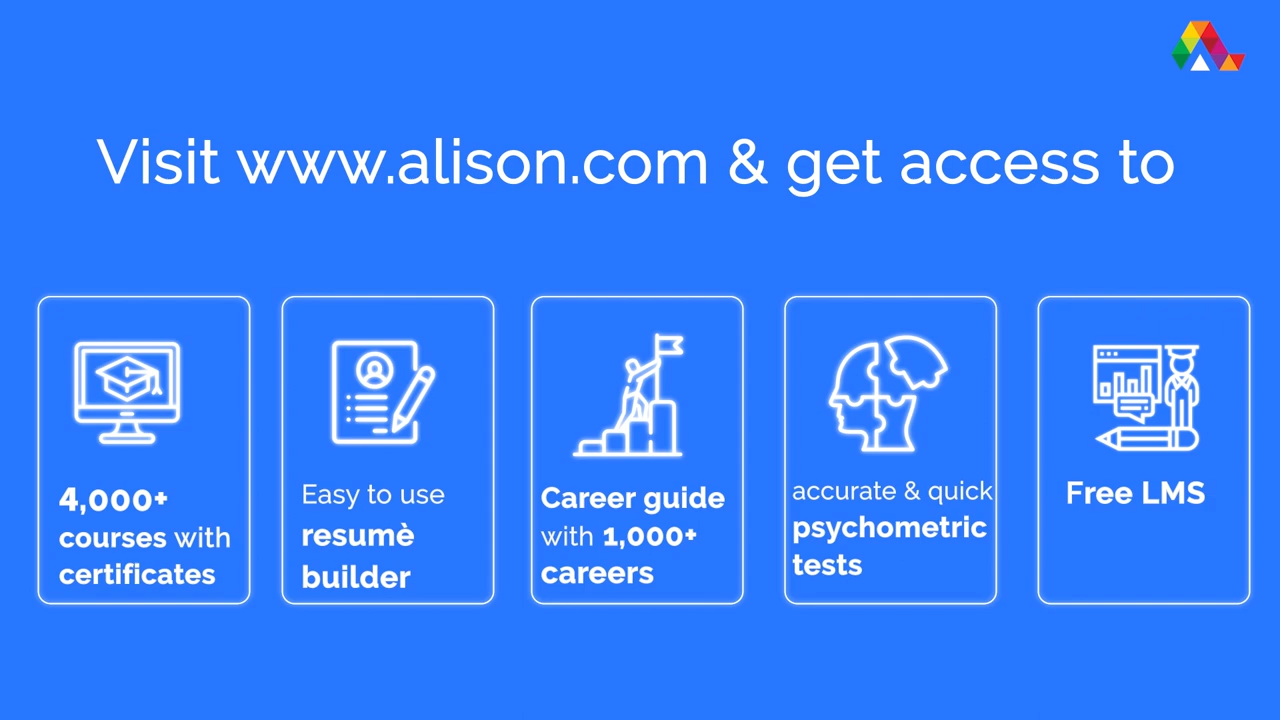 Visit www.alison.com & get access to
4,000+
courses with
certificates
Easy to use
resumè
builder
Career guide
with 1,000+
careers
accurate & quick
psychometric
tests
Free LMS